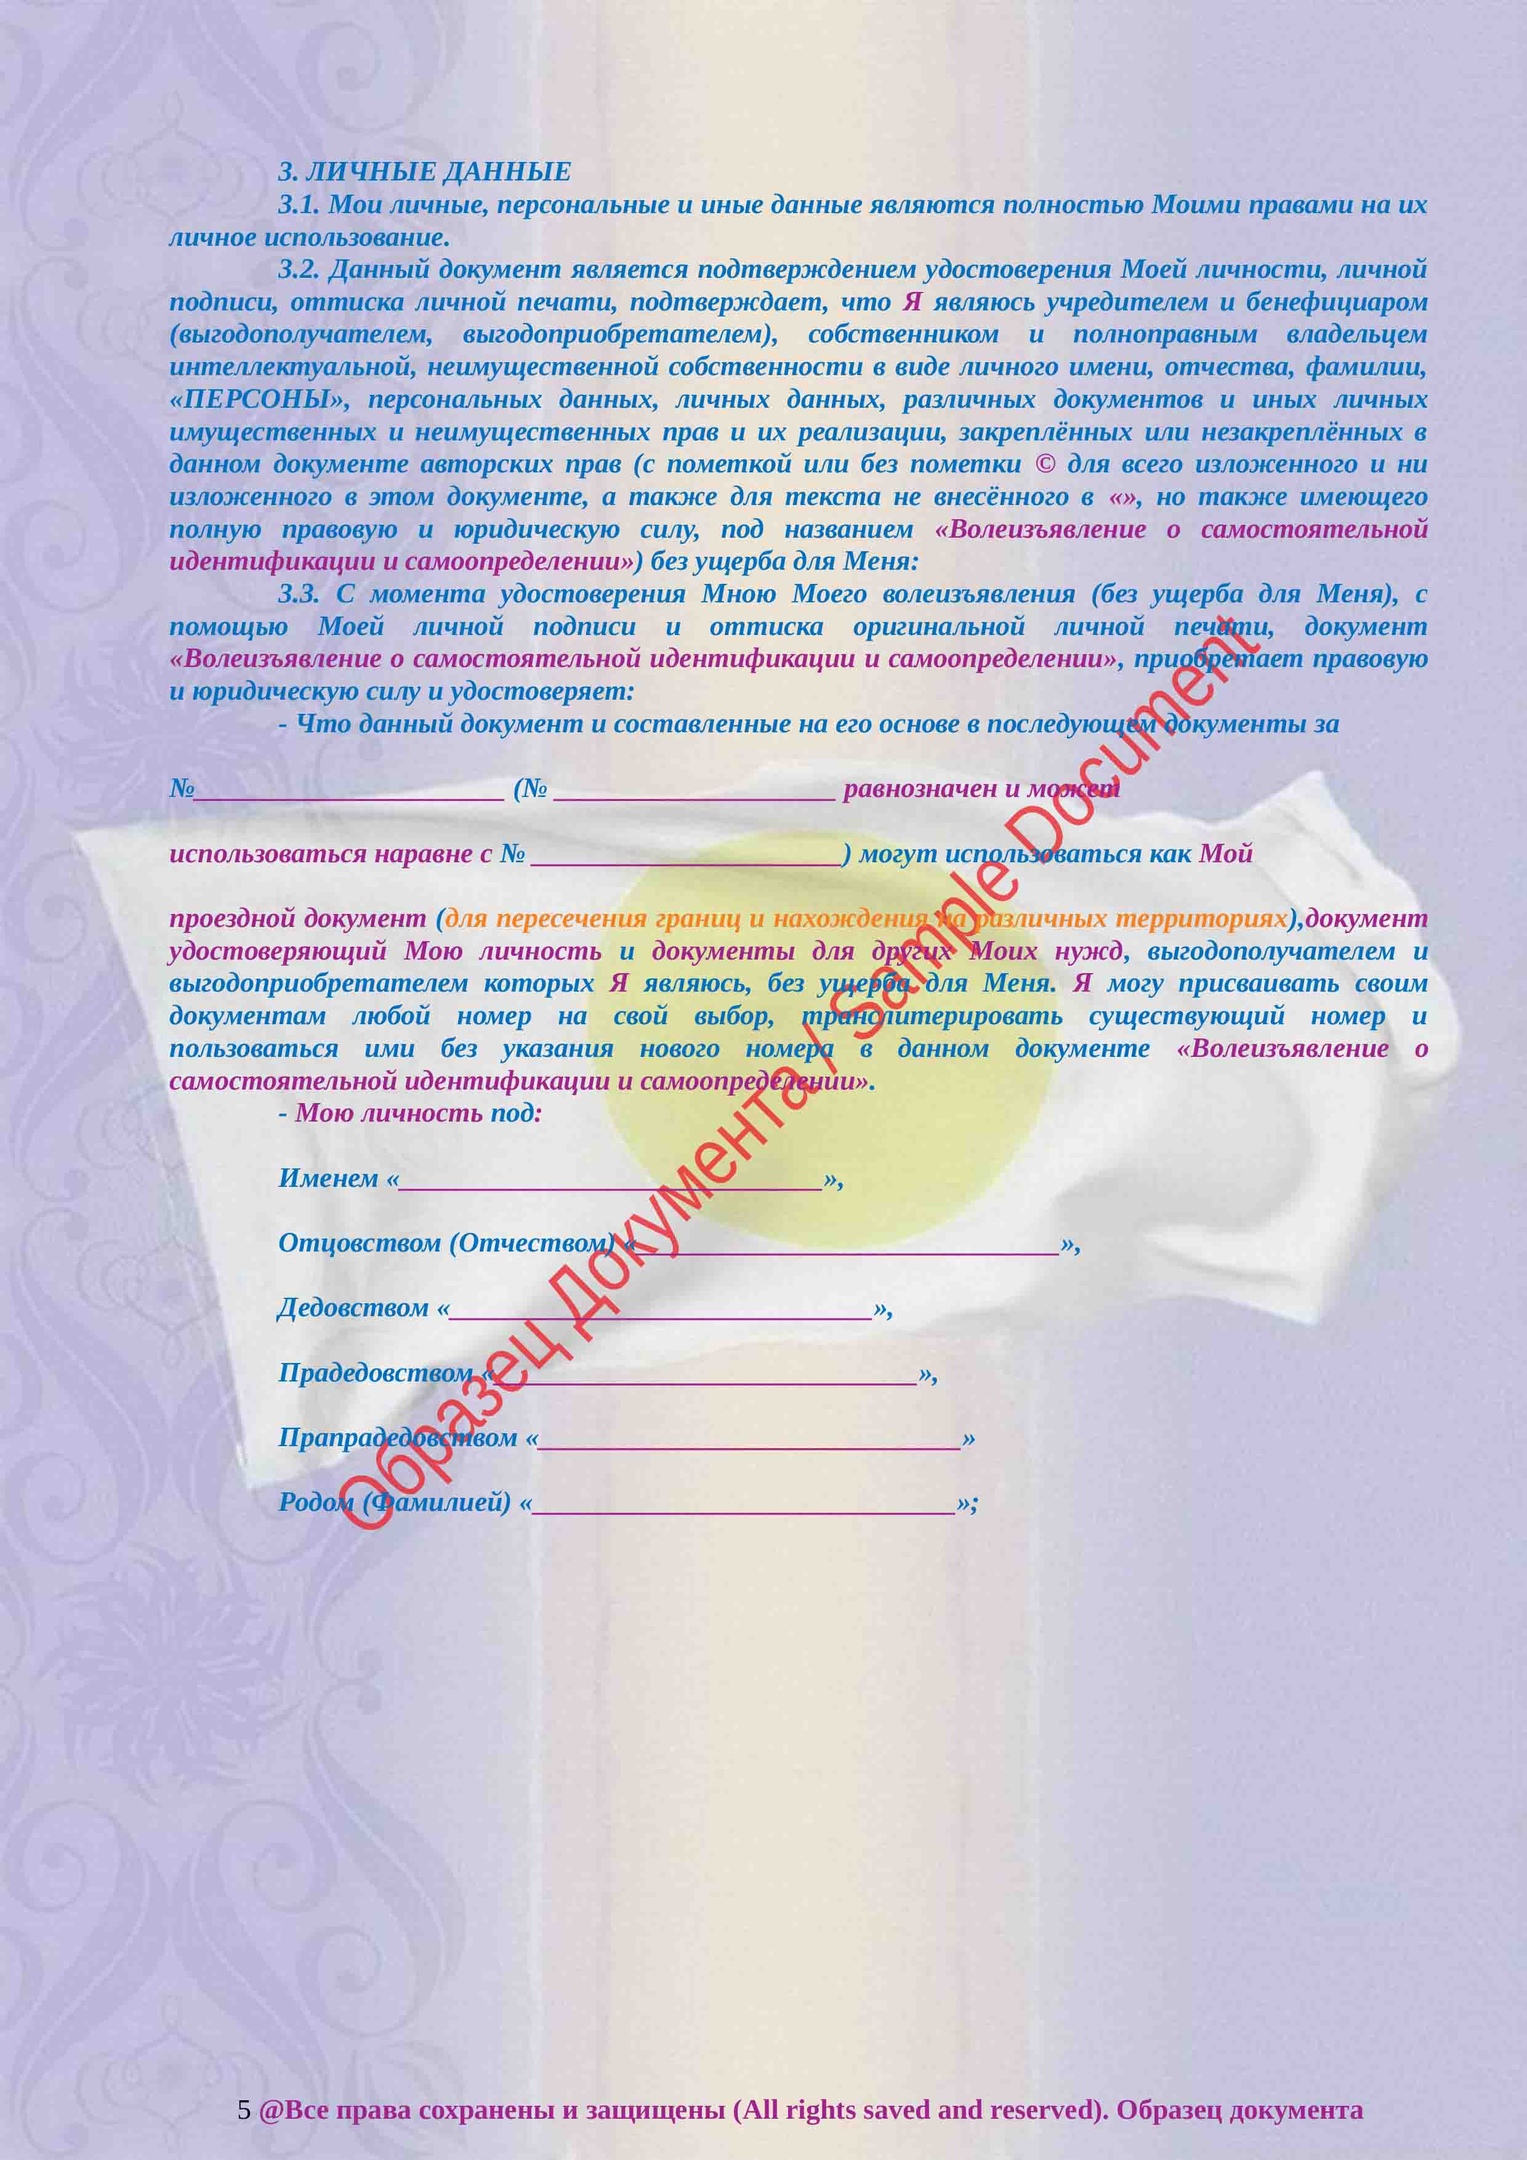 3. ЛИЧНЫЕ ДАННЫЕ
3.1. Мои личные, персональные и иные данные являются полностью Моими правами на их
личное использование.
3.2. Данный документ является подтверждением удостоверения Моей личности, личной
подписи, оттиска личной печати, подтверждает, что Я являюсь учредителем и бенефициаром
(выгодополучателем, выгодоприобретателем), собственником и полноправным владельцем
интеллектуальной, неимущественной собственности в виде личного имени, отчества, фамилии,
«ПЕРСОНЫ», персональных данных, личных данных, различных документов и иных личных
имущественных и неимущественных прав и их реализации, закреплённых или незакреплённых в
данном документе авторских прав (с пометкой или без пометки © для всего изложенного и ни
изложенного в этом документе, а также для текста не внесённого в «», но также имеющего
полную правовую и юридическую силу, под названием «Волеизъявление о самостоятельной
идентификации и самоопределении») без ущерба для Меня:
3.3. С момента удостоверения Мною Моего волеизъявления (без ущерба для Меня), с
помощью Моей личной подписи и оттиска оригинальной личной печати, документ
«Волеизъявление о самостоятельной идентификации и самоопределении», приобретает правовую
и юридическую силу и удостоверяет:
- Что данный документ и составленные на его основе в последующем документы за
№______________________ (№ ____________________ равнозначен и может
использоваться наравне с № ______________________) могут использоваться как Мой
проездной документ (для пересечения границ и нахождения на различных территориях),документ
удостоверяющий Мою личность и документы для других Моих нужд, выгодополучателем и
выгодоприобретателем которых Я являюсь, без ущерба для Меня. Я могу присваивать своим
документам любой номер на свой выбор, транслитерировать существующий номер и
пользоваться ими без указания нового номера в данном документе «Волеизъявление о
самостоятельной идентификации и самоопределении».
- Мою личность под:
Именем «______________________________»,
Отцовством (Отчеством) «______________________________»,
Дедовством «______________________________»,
Прадедовством «______________________________»,
Прапрадедовством «______________________________»
Родом (Фамилией) «______________________________»;
Образец Документа / Sample Document
5 @Все права сохранены и защищены (All rights saved and reserved). Образец документа